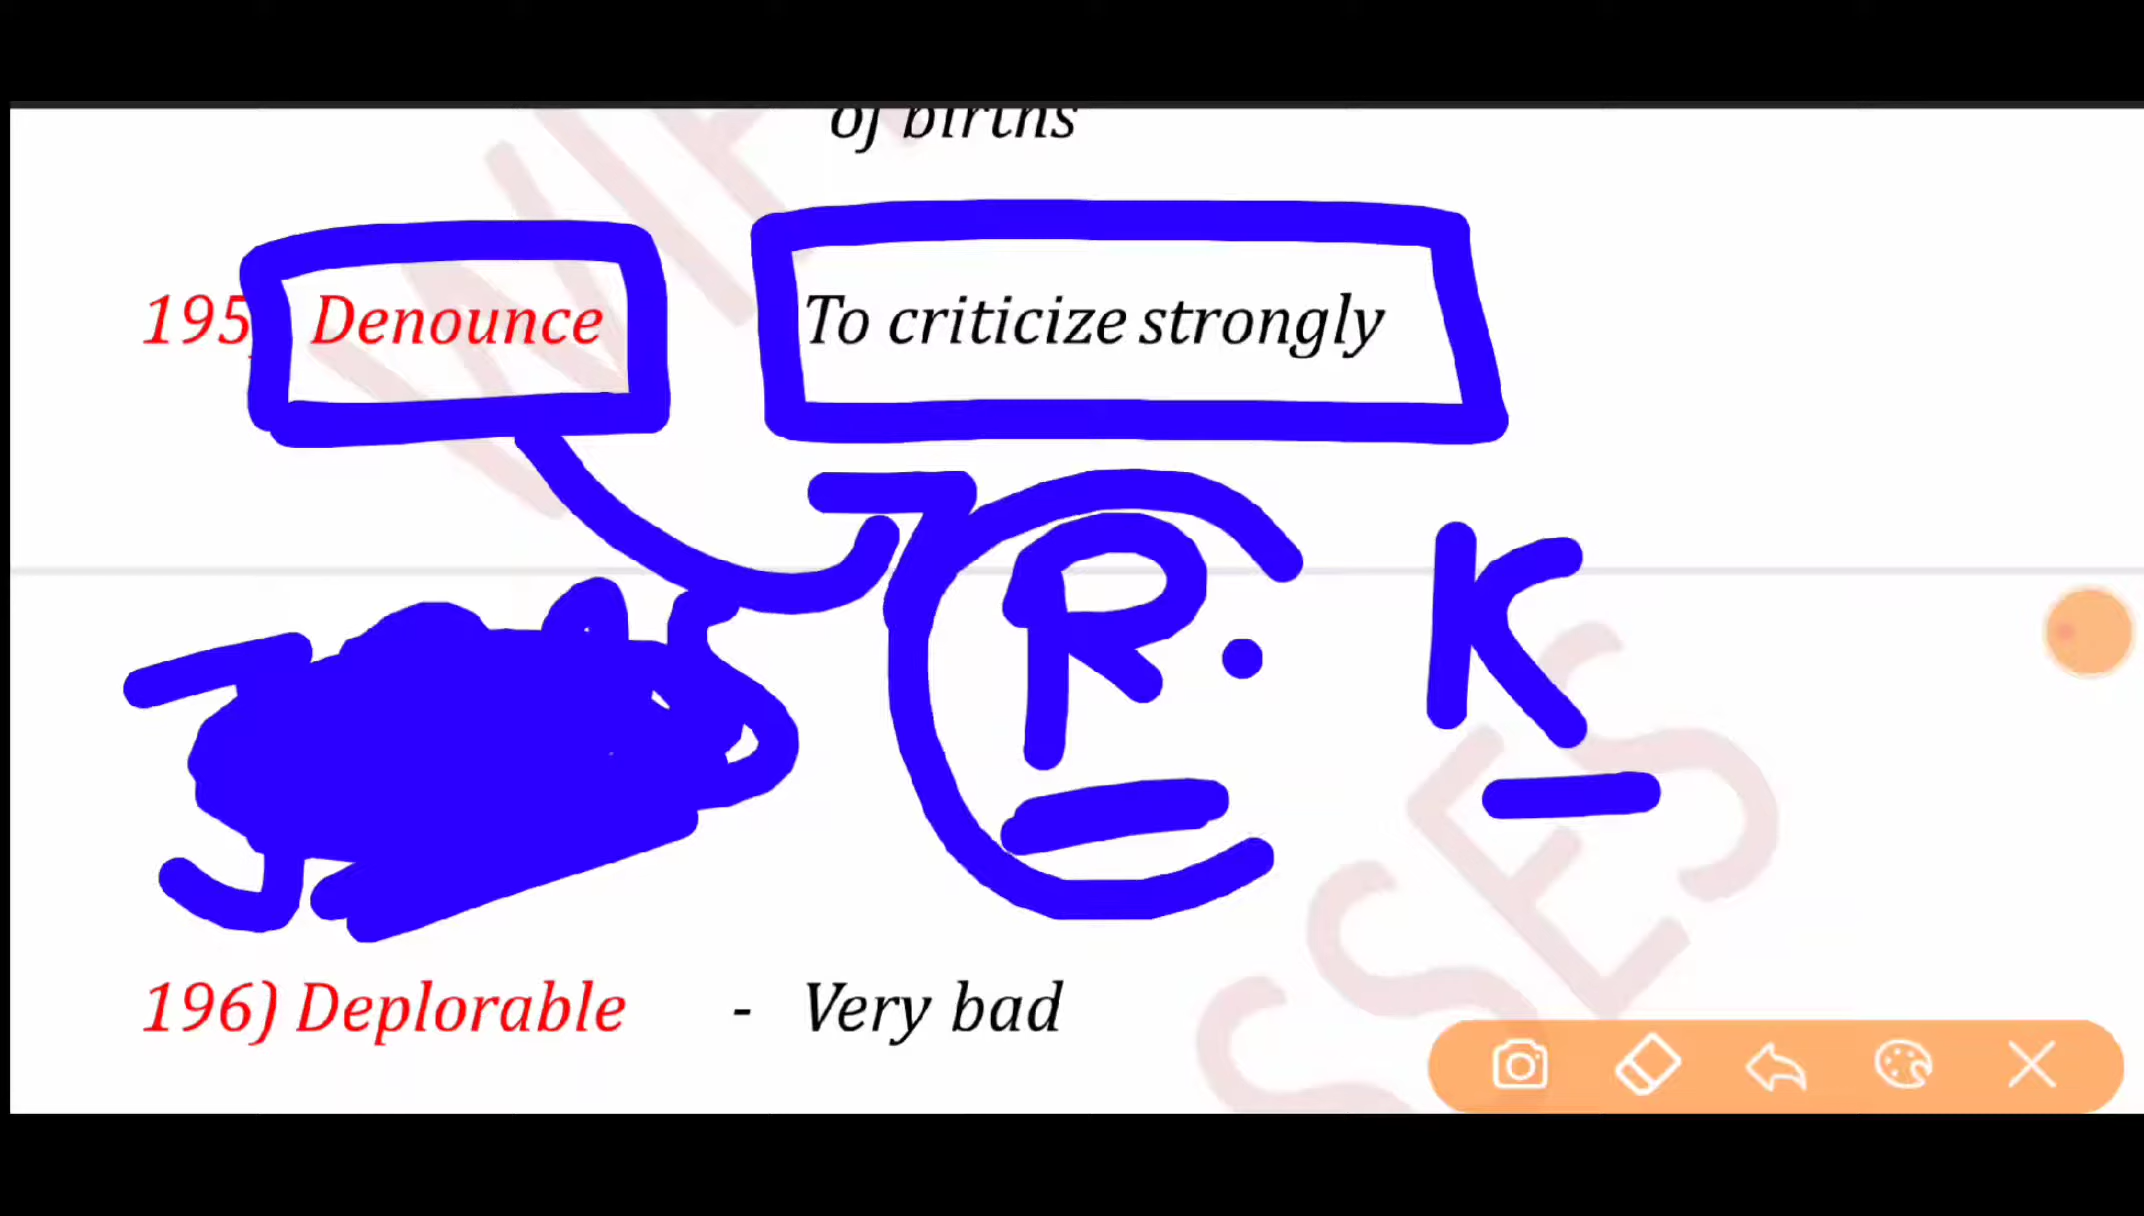 of births
195 Denounce To criticize strongly
R. K
196) Deplorable - Very bad